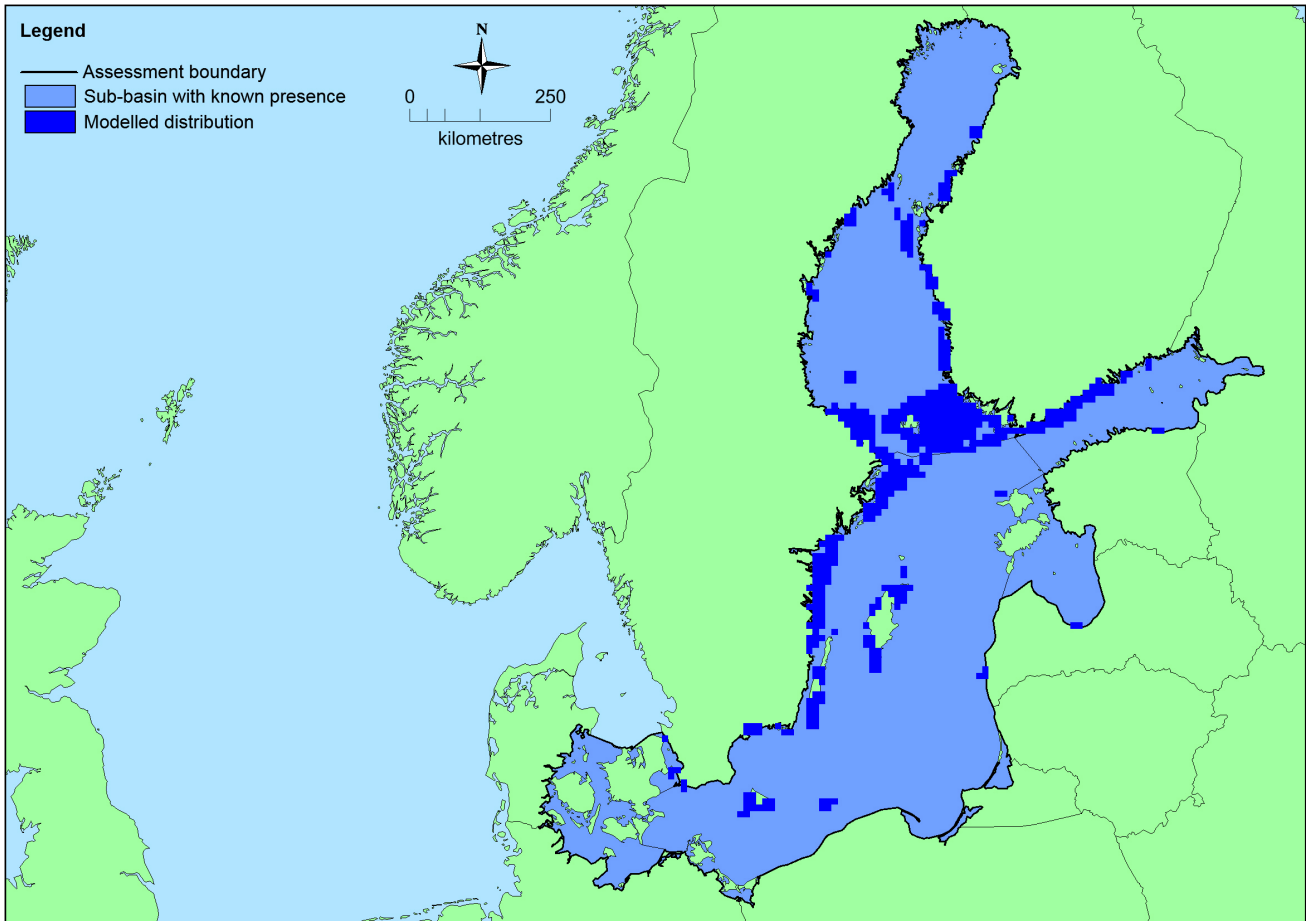 Legend
Assessment boundary
Sub-basin with known presence
Modelled distribution
N
0 250
kilometres